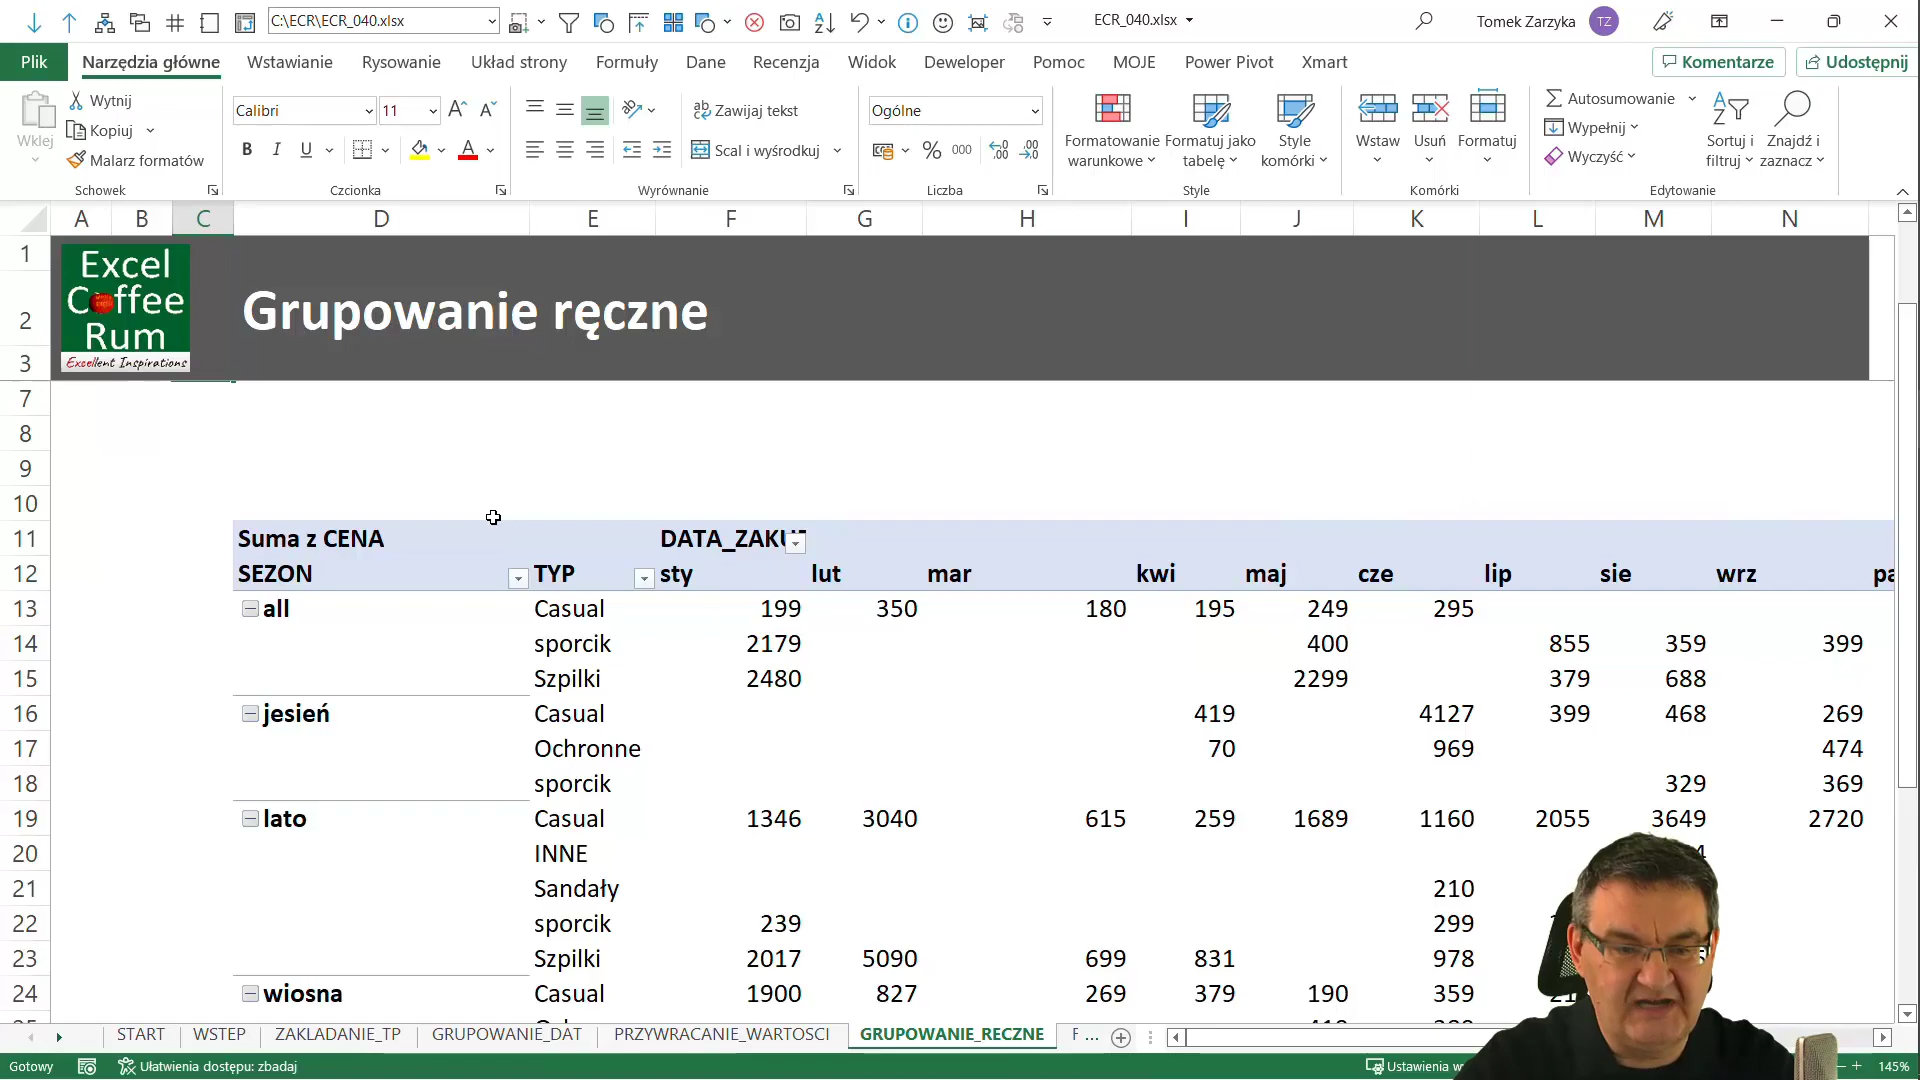 C:\ECR\ECR_040.xlsx
ECR_040.xlsx
Tomek Zarzyka TZ
Plik Narzędzia główne Wstawianie Rysowanie Układ strony Formuły Dane Recenzja Widok Deweloper Pomoc MOJE Power Pivot Xmart Komentarze Udostępnij
Wklej
Wytnij
Kopiuj
Malarz formatów
Schowek
Calibri 11
B I U
Czcionka
Zawijaj tekst
Scal i wyśrodkuj
Wyrównanie
Ogólne
% 000
Liczba
Formatowanie warunkowe
Formatuj jako tabelę
Style komórki
Style
Wstaw Usuń Formatuj
Komórki
Autosumowanie
Wypełnij
Wyczyść
Sortuj i filtruj
Znajdź i zaznacz
Edytowanie
A B C D E F G H I J K L M N
1
2
3
Excel
Coffee
Rum
Excellent Inspirations
Grupowanie ręczne
7
8
9
10
11 Suma z CENA DATA_ZAKU
12 SEZON TYP sty lut mar kwi maj cze lip sie wrz
13 all Casual 199 350 180 195 249 295
14 sporcik 2179 400 855 359 399
15 Szpilki 2480 2299 379 688
16 jesień Casual 419 4127 399 468 269
17 Ochronne 70 969 474
18 sporcik 329 369
19 lato Casual 1346 3040 615 259 1689 1160 2055 3649 2720
20 INNE
21 Sandały 210
22 sporcik 239 299
23 Szpilki 2017 5090 699 831 978
24 wiosna Casual 1900 827 269 379 190 359
START WSTEP ZAKLADANIE_TP GRUPOWANIE_DAT PRZYWRACANIE_WARTOSCI GRUPOWANIE_RECZNE F ...
Gotowy Ułatwienia dostępu: zbadaj Ustawienia 145%